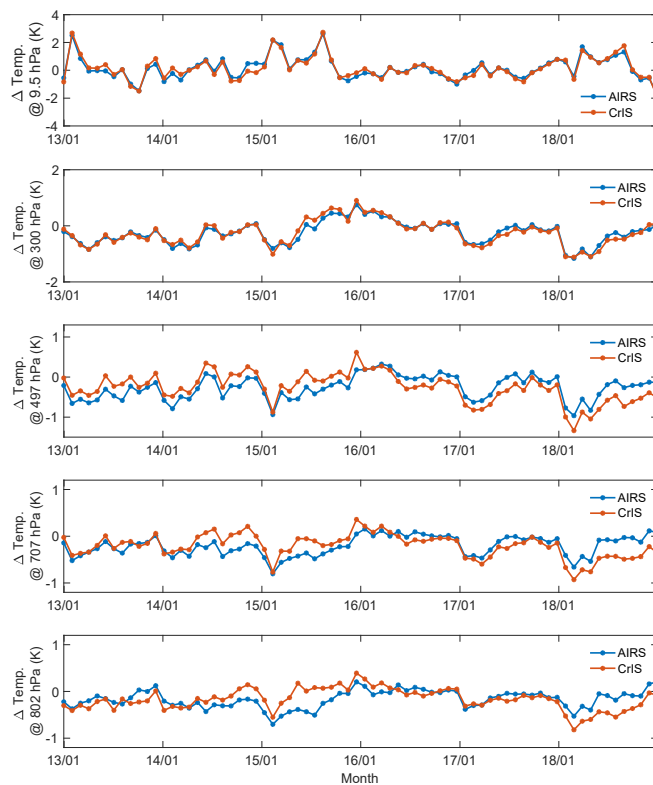 4
2
0
-2
-4
Δ Temp.
@ 9.5 hPa (K)
AIRS
CrIS
13/01 14/01 15/01 16/01 17/01 18/01
2
0
-2
Δ Temp.
@ 300 hPa (K)
AIRS
CrIS
13/01 14/01 15/01 16/01 17/01 18/01
1
0
-1
Δ Temp.
@ 497 hPa (K)
AIRS
CrIS
13/01 14/01 15/01 16/01 17/01 18/01
1
0
-1
Δ Temp.
@ 707 hPa (K)
AIRS
CrIS
13/01 14/01 15/01 16/01 17/01 18/01
1
0
-1
Δ Temp.
@ 802 hPa (K)
AIRS
CrIS
13/01 14/01 15/01 16/01 17/01 18/01
Month